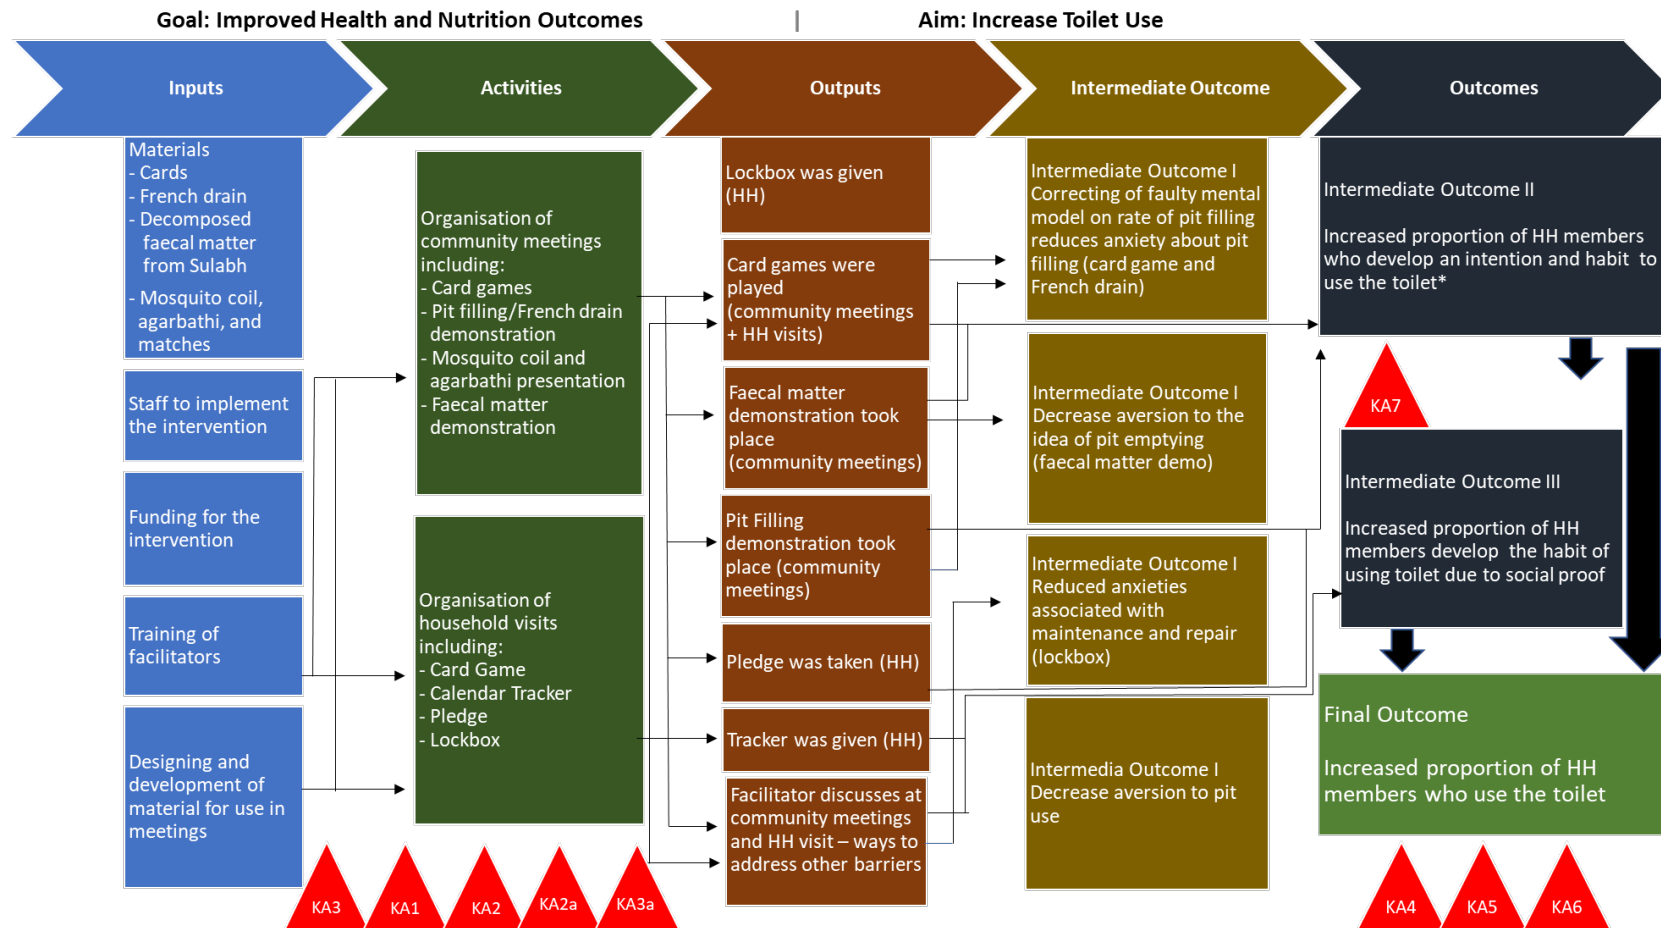 Goal: Improved Health and Nutrition Outcomes | Aim: Increase Toilet Use
Inputs
Activities
Outputs
Intermediate Outcome
Outcomes
Materials
- Cards
- French drain
- Decomposed
faecal matter
from Sulabh
- Mosquito coil,
agarbathi, and
matches
Staff to implement
the intervention
Funding for the
intervention
Training of
facilitators
Designing and
development of
material for use in
meetings
Organisation of
community meetings
including:
- Card games
- Pit filling/French drain
demonstration
- Mosquito coil and
agarbathi presentation
- Faecal matter
demonstration
Organisation of
household visits
including:
- Card Game
- Calendar Tracker
- Pledge
- Lockbox
Lockbox was given
(HH)
Card games were
played
(community meetings
+ HH visits)
Faecal matter
demonstration took
place
(community meetings)
Pit Filling
demonstration took
place (community
meetings)
Pledge was taken (HH)
Tracker was given (HH)
Facilitator discusses at
community meetings
and HH visit – ways to
address other barriers
Intermediate Outcome I
Correcting of faulty mental
model on rate of pit filling
reduces anxiety about pit
filling (card game and
French drain)
Intermediate Outcome I
Decrease aversion to the
idea of pit emptying
(faecal matter demo)
Intermediate Outcome I
Reduced anxieties
associated with
maintenance and repair
(lockbox)
Intermedia Outcome I
Decrease aversion to pit
use
Intermediate Outcome II
Increased proportion of HH members
who develop an intention and habit to
use the toilet*
KA7
Intermediate Outcome III
Increased proportion of HH
members develop the habit of
using toilet due to social proof
Final Outcome
Increased proportion of HH
members who use the toilet
KA3
KA1
KA2
KA2a
KA3a
KA4
KA5
KA6